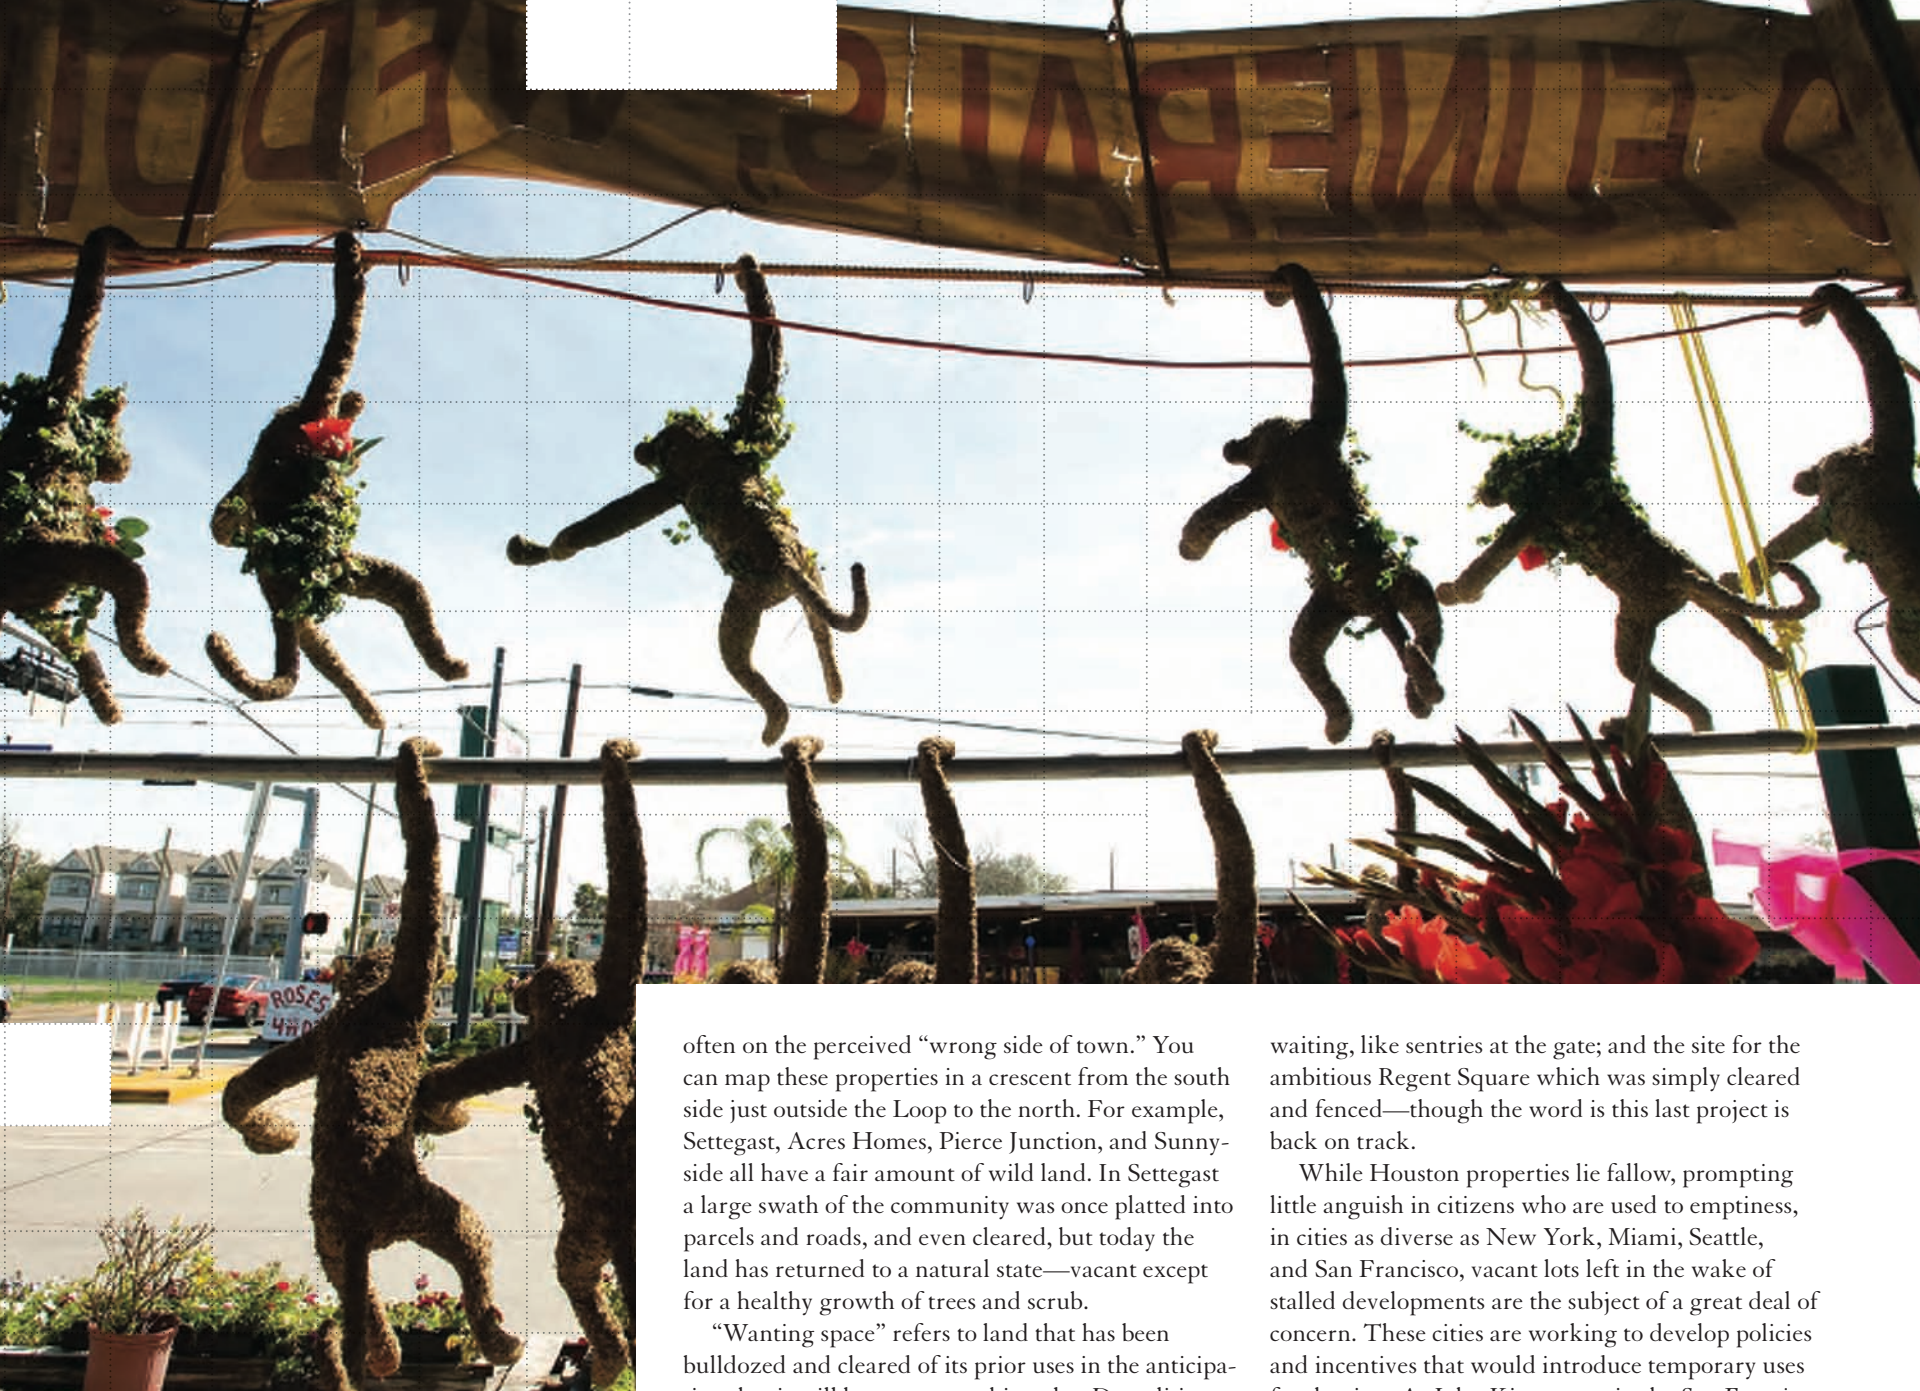 FUNERALS, WEDDI
ROSES
4
often on the perceived “wrong side of town.” You
can map these properties in a crescent from the south
side just outside the Loop to the north. For example,
Settegast, Acres Homes, Pierce Junction, and Sunny-
side all have a fair amount of wild land. In Settegast
a large swath of the community was once platted into
parcels and roads, and even cleared, but today the
land has returned to a natural state—vacant except
for a healthy growth of trees and scrub.
“Wanting space” refers to land that has been
bulldozed and cleared of its prior uses in the anticipa-
waiting, like sentries at the gate; and the site for the
ambitious Regent Square which was simply cleared
and fenced—though the word is this last project is
back on track.
While Houston properties lie fallow, prompting
little anguish in citizens who are used to emptiness,
in cities as diverse as New York, Miami, Seattle,
and San Francisco, vacant lots left in the wake of
stalled developments are the subject of a great deal of
concern. These cities are working to develop policies
and incentives that would introduce temporary uses